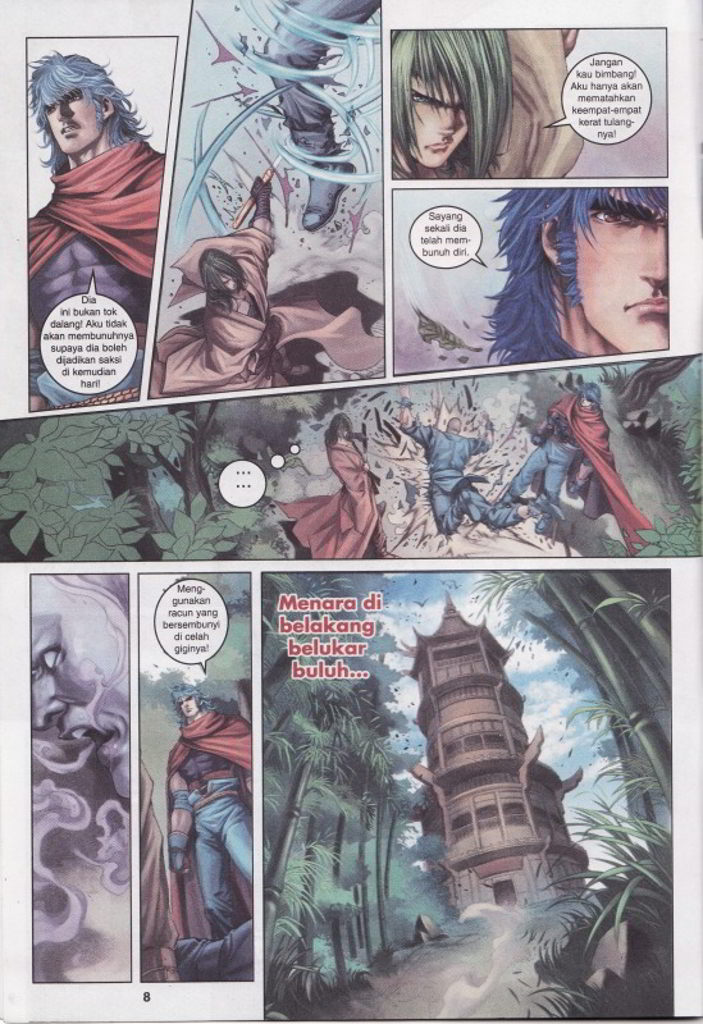 Dia
ini bukan tok
dalang! Aku tidak
akan membunuhnya
supaya dia boleh
dijadikan saksi
di kemudian
hari!
Jangan
kau bimbang!
Aku hanya akan
mematahkan
keempat-empat
kerat tulang-
nya!
Sayang
sekali dia
telah mem-
bunuh diri.
...
...
Meng-
gunakan
racun yang
bersembunyi
di celah
giginya!
Menara di
belakang
belukar
buluh...
8